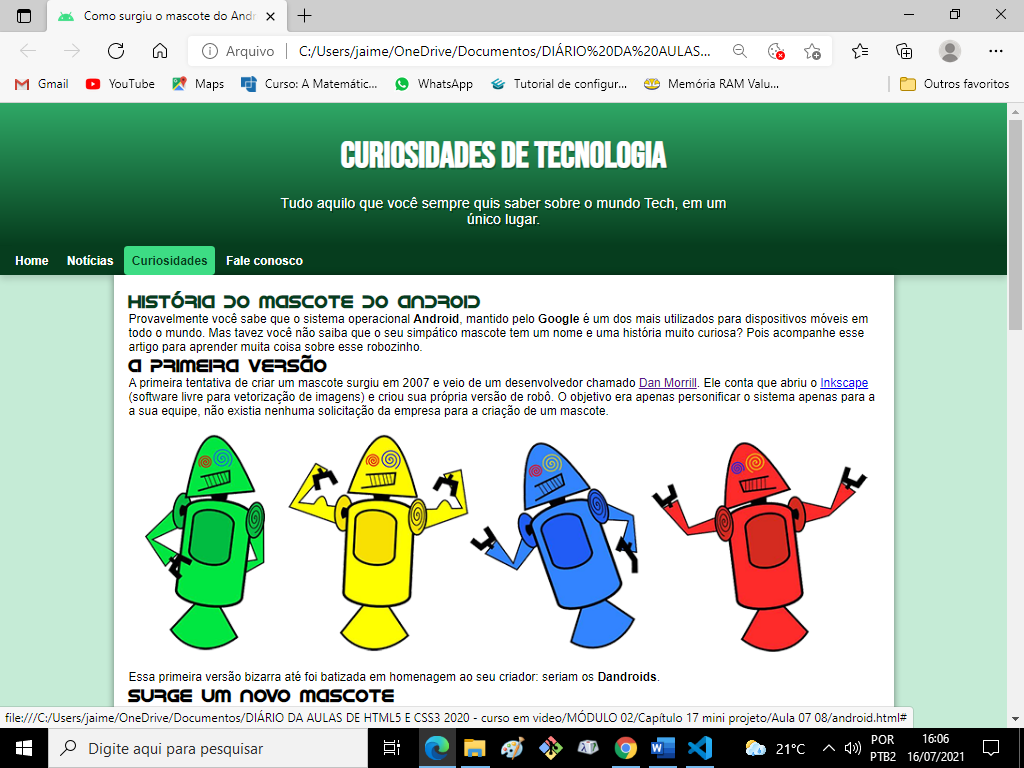 Como surgiu o mascote do Andr
Arquivo
C:/Users/jaime/OneDrive/Documentos/DIÁRIO%20DA%20AULAS...
Gmail
YouTube
Maps
Curso: A Matemátic...
WhatsApp
Tutorial de configur...
Memória RAM Valu...
Outros favoritos
CURIOSIDADES DE TECNOLOGIA
Tudo aquilo que você sempre quis saber sobre o mundo Tech, em um
único lugar.
Home Notícias Curiosidades Fale conosco
HISTÓRIA DO MASCOTE DO ANDROID
Provavelmente você sabe que o sistema operacional Android, mantido pelo Google é um dos mais utilizados para dispositivos móveis em
todo o mundo. Mas tavez você não saiba que o seu simpático mascote tem um nome e uma história muito curiosa? Pois acompanhe esse
artigo para aprender muita coisa sobre esse robozinho.
A PRIMEIRA VERSÃO
A primeira tentativa de criar um mascote surgiu em 2007 e veio de um desenvolvedor chamado Dan Morrill. Ele conta que abriu o Inkscape
(software livre para vetorização de imagens) e criou sua própria versão de robô. O objetivo era apenas personificar o sistema apenas para a
a sua equipe, não existia nenhuma solicitação da empresa para a criação de um mascote.
Essa primeira versão bizarra até foi batizada em homenagem ao seu criador: seriam os Dandroids.
SURGE UM NOVO MASCOTE
file:///C:/Users/jaime/OneDrive/Documentos/DIÁRIO DA AULAS DE HTML5 E CSS3 2020 - curso em video/MÓDULO 02/Capítulo 17 mini projeto/Aula 07 08/android.html#
Digite aqui para pesquisar
21°C
POR
PTB2
16:06
16/07/2021